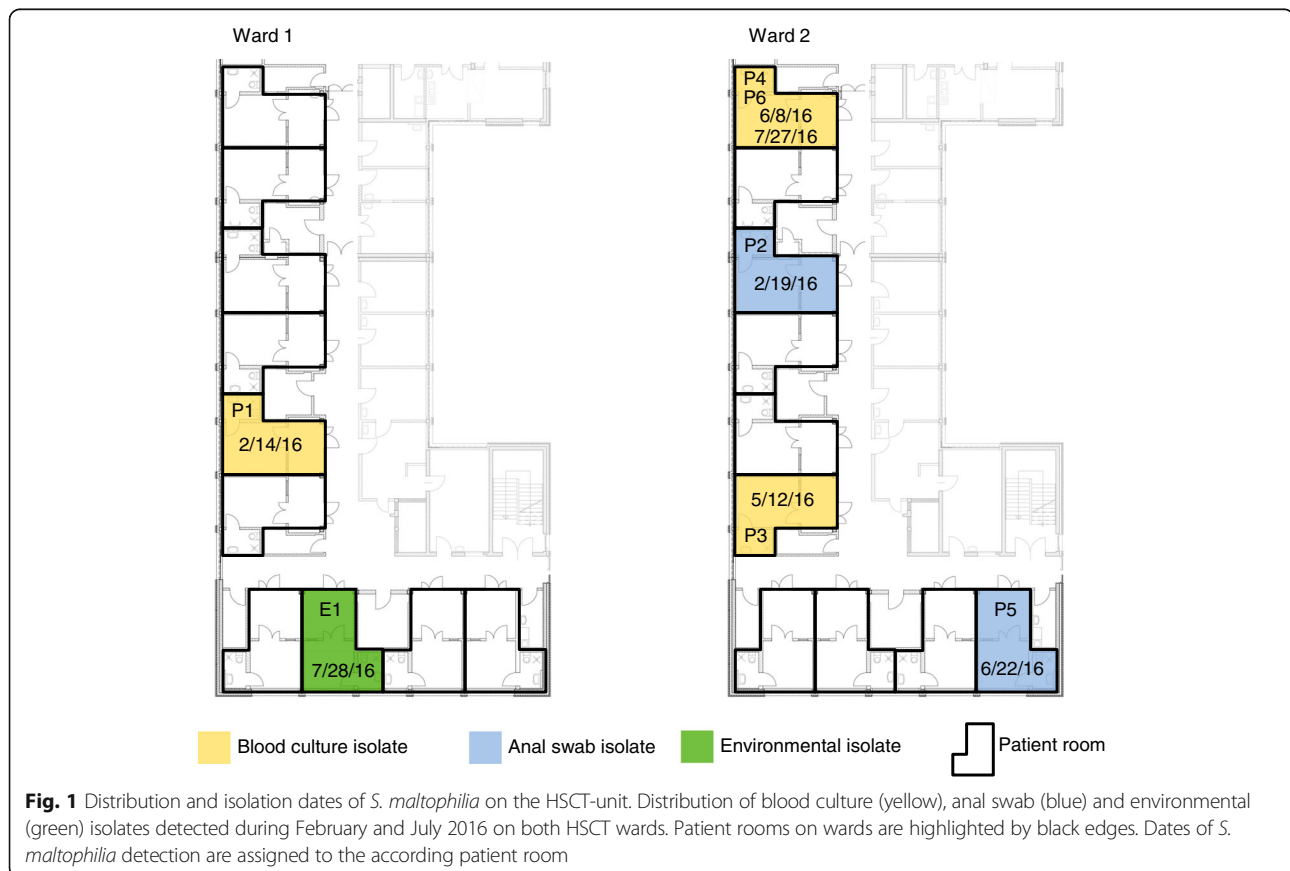 Ward 1
Ward 2
P4
P6
6/8/16
7/27/16
P2
2/19/16
P1
2/14/16
5/12/16
P3
E1
7/28/16
P5
6/22/16
Blood culture isolate
Anal swab isolate
Environmental isolate
Patient room
Fig. 1 Distribution and isolation dates of S. maltophilia on the HSCT-unit. Distribution of blood culture (yellow), anal swab (blue) and environmental
(green) isolates detected during February and July 2016 on both HSCT wards. Patient rooms on wards are highlighted by black edges. Dates of S.
maltophilia detection are assigned to the according patient room